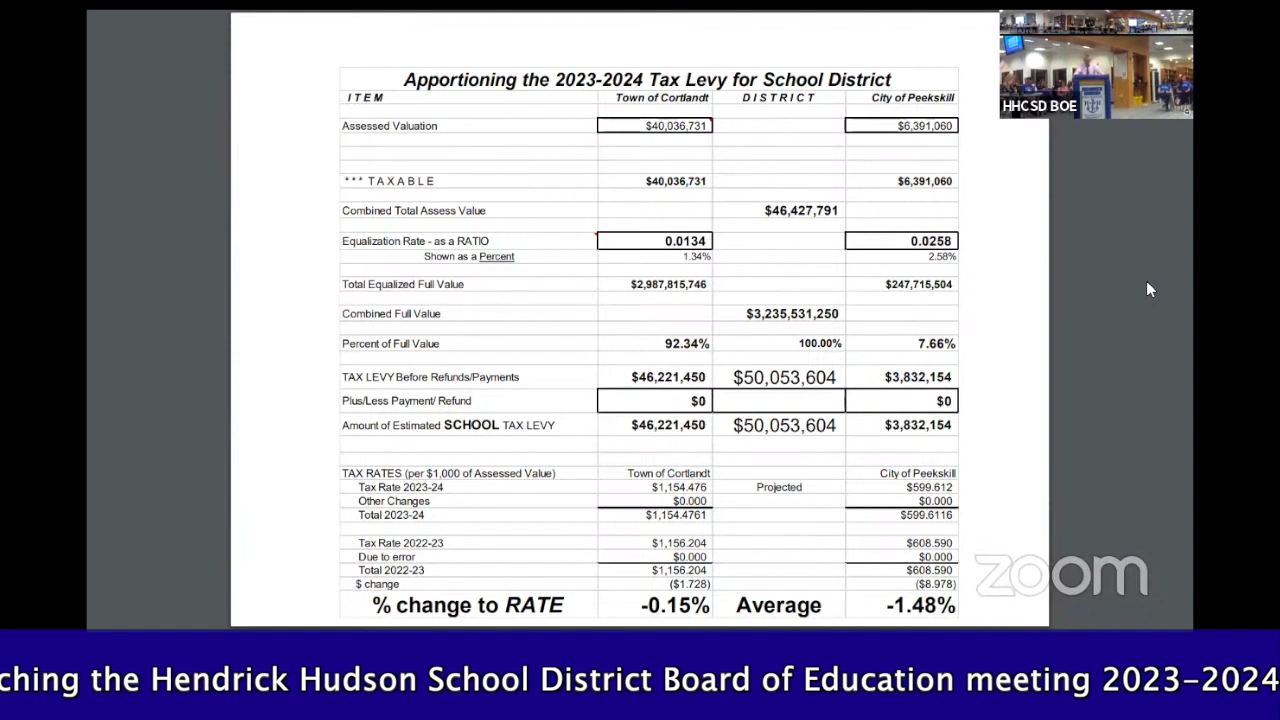 Apportioning the 2023-2024 Tax Levy for School District
ITEM Town of Cortlandt DISTRICT City of Peekskill
Assessed Valuation $40,036,731 $6,391,060
*** TAXABLE $40,036,731 $6,391,060
Combined Total Assess Value $46,427,791
Equalization Rate - as a RATIO 0.0134 0.0258
Shown as a Percent 1.34% 2.58%
Total Equalized Full Value $2,987,815,746 $247,715,504
Combined Full Value $3,235,531,250
Percent of Full Value 92.34% 100.00% 7.66%
TAX LEVY Before Refunds/Payments $46,221,450 $50,053,604 $3,832,154
Plus/Less Payment/ Refund $0 $0
Amount of Estimated SCHOOL TAX LEVY $46,221,450 $50,053,604 $3,832,154
TAX RATES (per $1,000 of Assessed Value) Town of Cortlandt City of Peekskill
Tax Rate 2023-24 $1,154.476 Projected $599.612
Other Changes $0.000 $0.000
Total 2023-24 $1,154.4761 $599.6116
Tax Rate 2022-23 $1,156.204 $608.590
Due to error $0.000 $0.000
Total 2022-23 $1,156.204 $608.590
$ change ($1.728) ($8.978)
% change to RATE -0.15% Average -1.48%
HHCSD BOE
zoom
ching the Hendrick Hudson School District Board of Education meeting 2023-2024